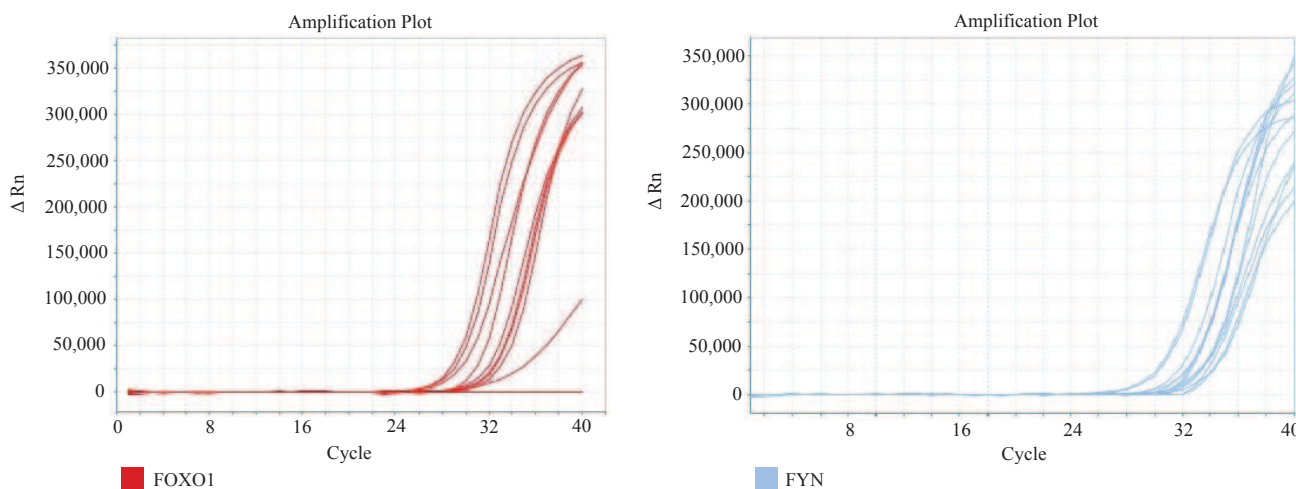 Amplification Plot
350,000
300,000
250,000
200,000
150,000
100,000
50,000
0
Δ Rn
0 8 16 24 32 40
Cycle
FOXO1
Amplification Plot
350,000
300,000
250,000
200,000
150,000
100,000
50,000
0
Δ Rn
8 16 24 32 40
Cycle
FYN